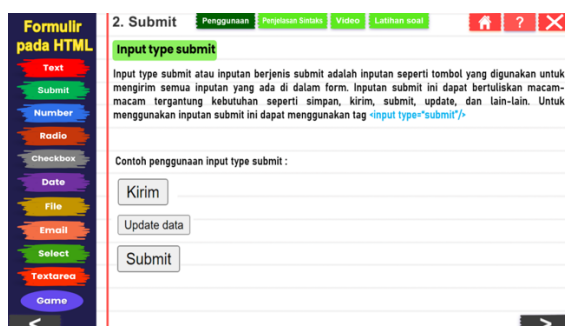 Formulir
pada HTML
Text
Submit
Number
Radio
Checkbox
Date
File
Email
Select
Textarea
Game
<
2. Submit
Penggunaan
Penjelasan Sintaks
Video
Latihan soal
?
Input type submit
Input type submit atau inputan berjenis submit adalah inputan seperti tombol yang digunakan untuk
mengirim semua inputan yang ada di dalam form. Inputan submit ini dapat bertuliskan macam-
macam tergantung kebutuhan seperti simpan, kirim, submit, update, dan lain-lain. Untuk
menggunakan inputan submit ini dapat menggunakan tag <input type="submit"/>
Contoh penggunaan input type submit :
Kirim
Update data
Submit
>